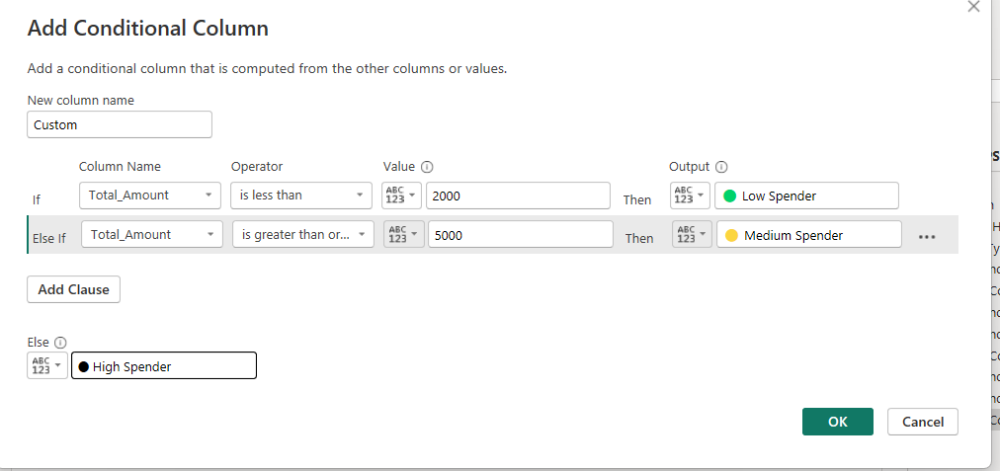 Add Conditional Column
Add a conditional column that is computed from the other columns or values.
New column name
Custom
Column Name Operator Value Output
If Total_Amount is less than ABC 123 2000 Then ABC 123 Low Spender
Else If Total_Amount is greater than or... ABC 123 5000 Then ABC 123 Medium Spender ...
Add Clause
Else
ABC 123 High Spender
OK Cancel